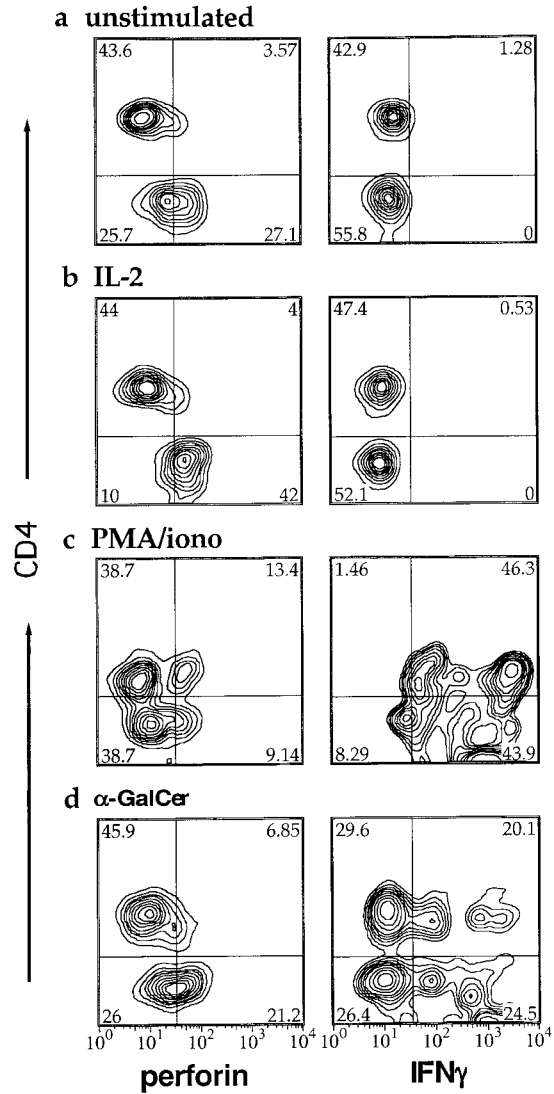 a unstimulated
43.6 3.57 42.9 1.28
25.7 27.1 55.8 0
b IL-2
44 4 47.4 0.53
10 42 52.1 0
c PMA/iono
38.7 13.4 1.46 46.3
38.7 9.14 8.29 43.9
d α-GalCer
45.9 6.85 29.6 20.1
26 21.2 26.4 24.5
10⁰ 10¹ 10² 10³ 10⁴ 10⁰ 10¹ 10² 10³ 10⁴
perforin IFNγ
CD4